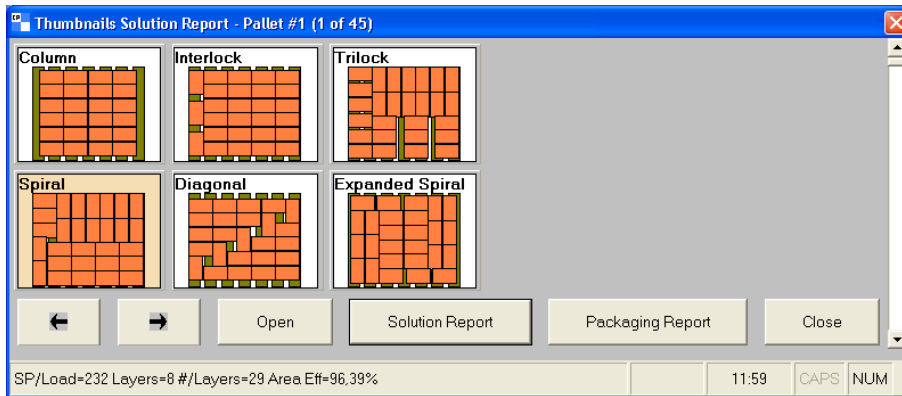 Thumbnails Solution Report - Pallet #1 (1 of 45)
Column
Interlock
Trilock
Spiral
Diagonal
Expanded Spiral
Open
Solution Report
Packaging Report
Close
SP/Load=232 Layers=8 #/Layers=29 Area Eff=96,39%
11:59
CAPS
NUM